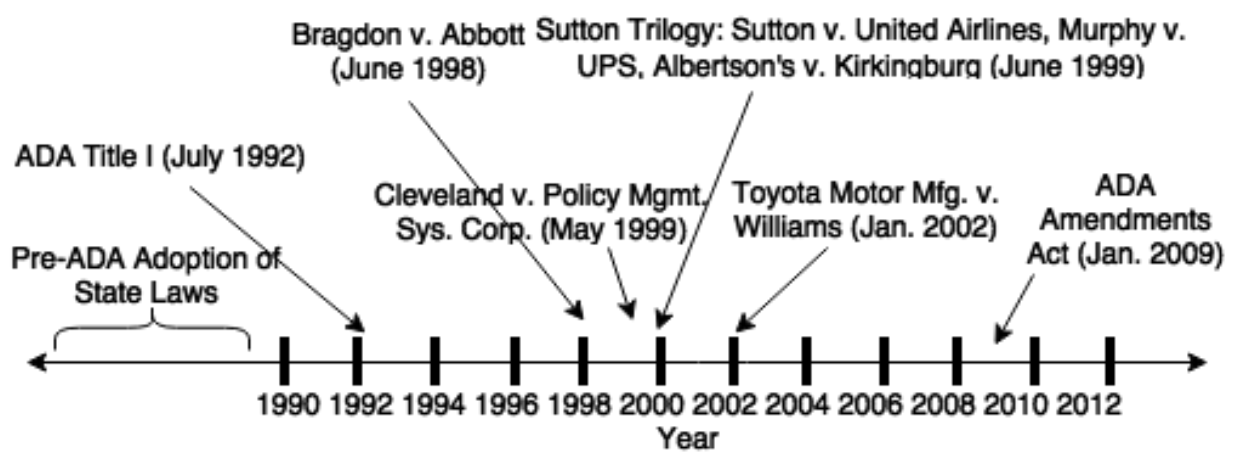 Bragdon v. Abbott
(June 1998)
Sutton Trilogy: Sutton v. United Airlines, Murphy v.
UPS, Albertson's v. Kirkingburg (June 1999)
ADA Title I (July 1992)
Cleveland v. Policy Mgmt.
Sys. Corp. (May 1999)
Toyota Motor Mfg. v.
Williams (Jan. 2002)
ADA
Amendments
Act (Jan. 2009)
Pre-ADA Adoption of
State Laws
1990 1992 1994 1996 1998 2000 2002 2004 2006 2008 2010 2012
Year